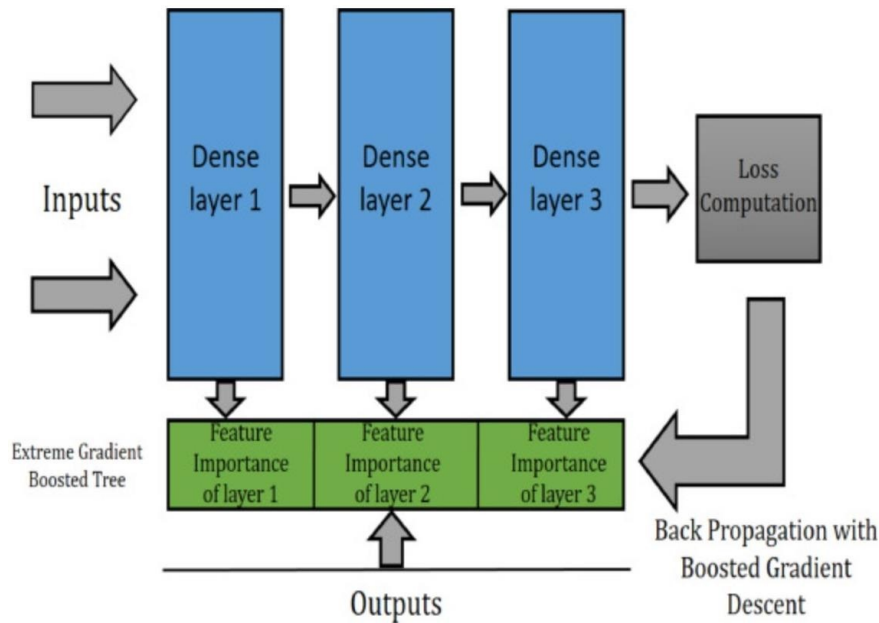 Inputs
Dense
layer 1
Dense
layer 2
Dense
layer 3
Loss
Computation
Extreme Gradient
Boosted Tree
Feature
Importance
of layer 1
Feature
Importance
of layer 2
Feature
Importance
of layer 3
Back Propagation with
Boosted Gradient
Descent
Outputs